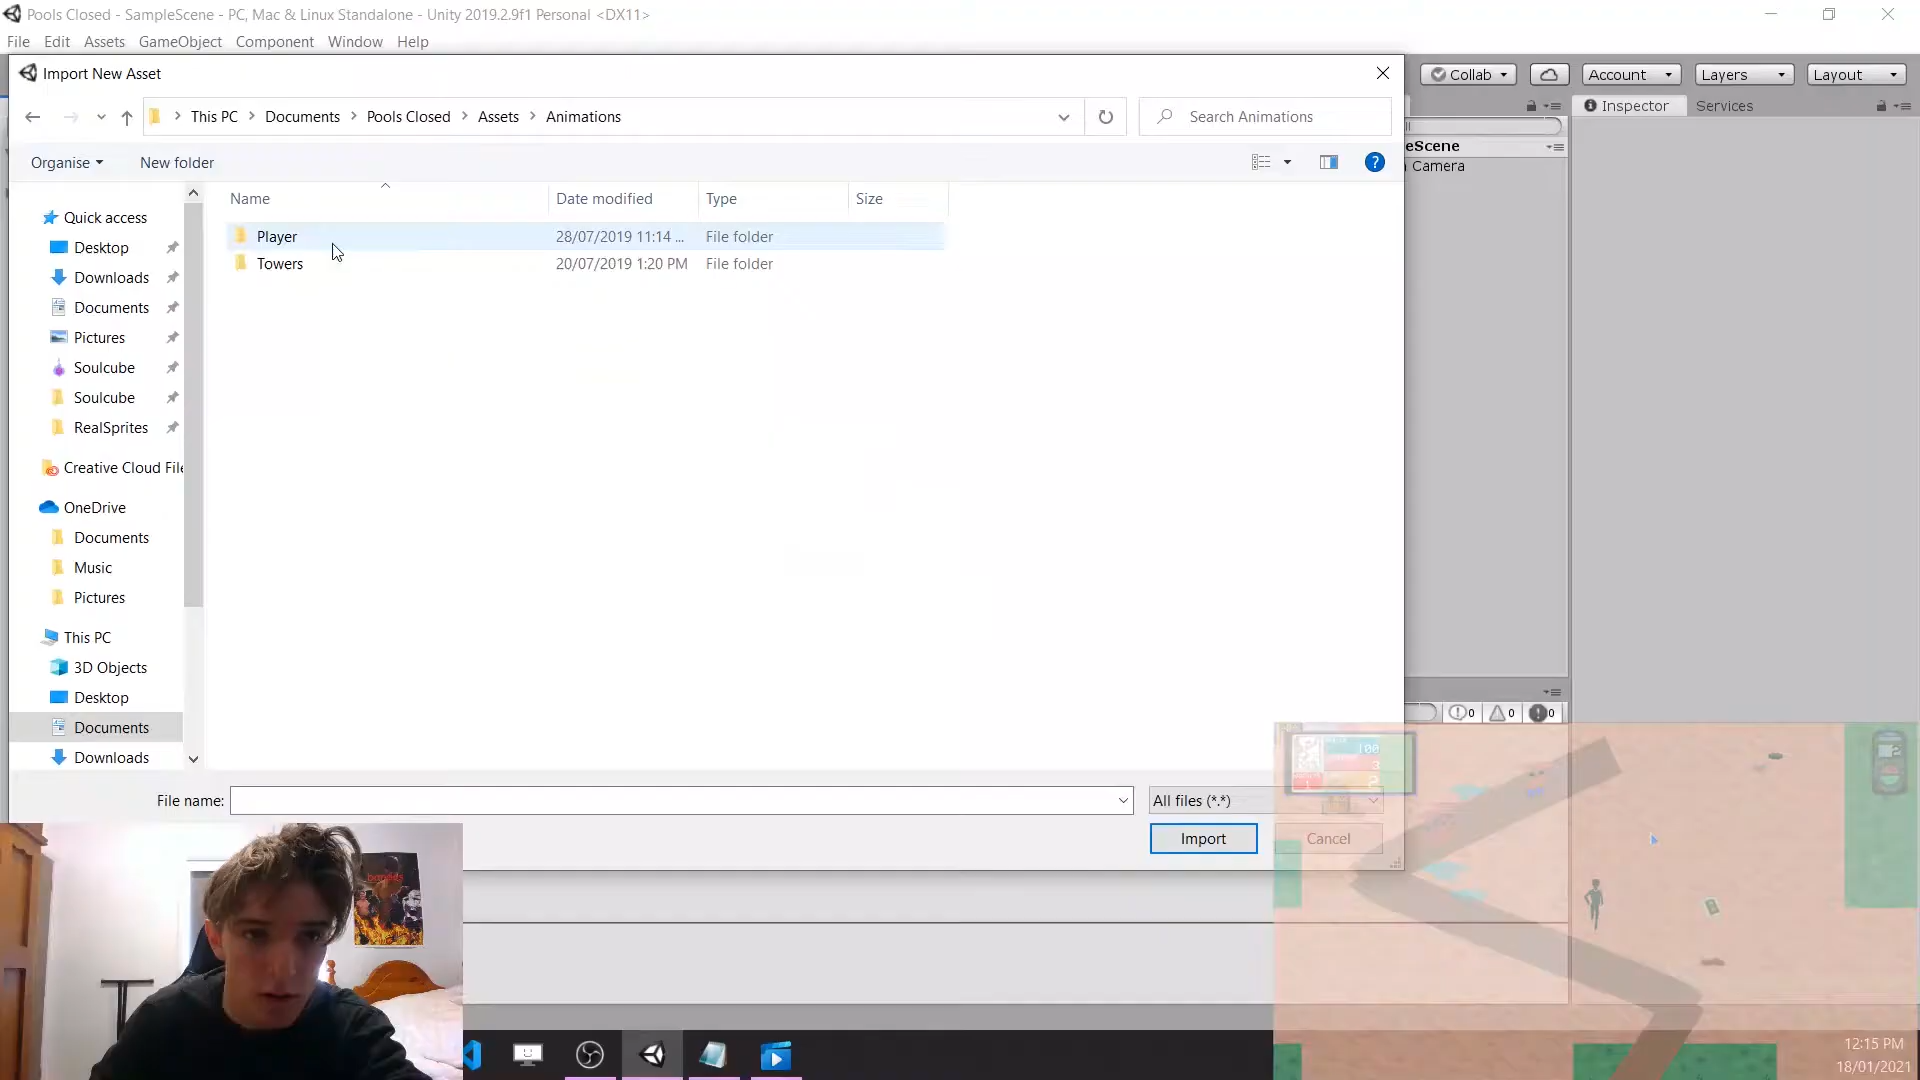 Pools Closed - SampleScene - PC, Mac & Linux Standalone - Unity 2019.2.9f1 Personal <DX11>
File Edit Assets GameObject Component Window Help
Import New Asset
Collab Account Layers Layout
This PC Documents Pools Closed Assets Animations
Search Animations
Inspector Services
Organise New folder
eScene
Camera
Name Date modified Type Size
Player 28/07/2019 11:14 ... File folder
Towers 20/07/2019 1:20 PM File folder
Quick access
Desktop
Downloads
Documents
Pictures
Soulcube
Soulcube
RealSprites
Creative Cloud File
OneDrive
Documents
Music
Pictures
This PC
3D Objects
Desktop
Documents
Downloads
0 0 0
100
3
2
2
File name:
All files (*.*)
Import Cancel
12:15 PM
18/01/2021